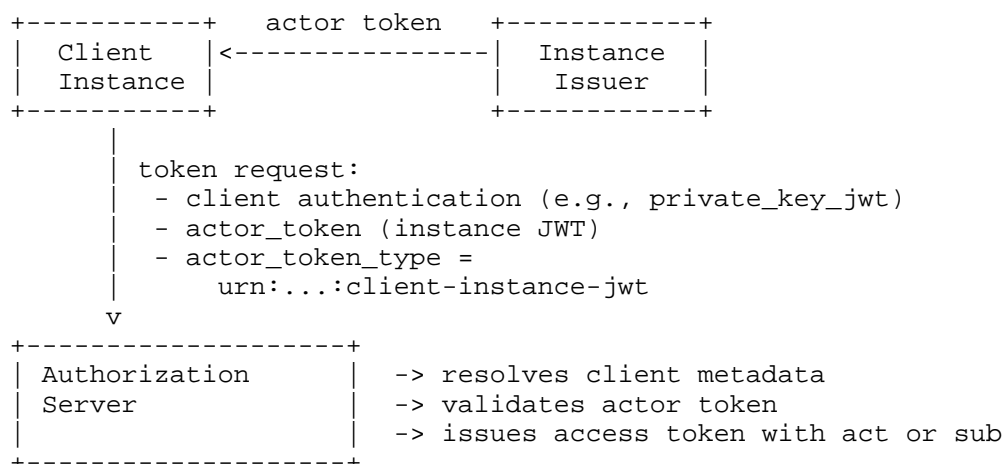 +-----------+   actor token   +------------+
|  Client   |<----------------|  Instance  |
|  Instance |                 |   Issuer   |
+-----------+                 +------------+
      |
      | token request:
      |  - client authentication (e.g., private_key_jwt)
      |  - actor_token (instance JWT)
      |  - actor_token_type =
      |      urn:...:client-instance-jwt
      v
+--------------------+
| Authorization      |  -> resolves client metadata
| Server             |  -> validates actor token
|                    |  -> issues access token with act or sub
+--------------------+